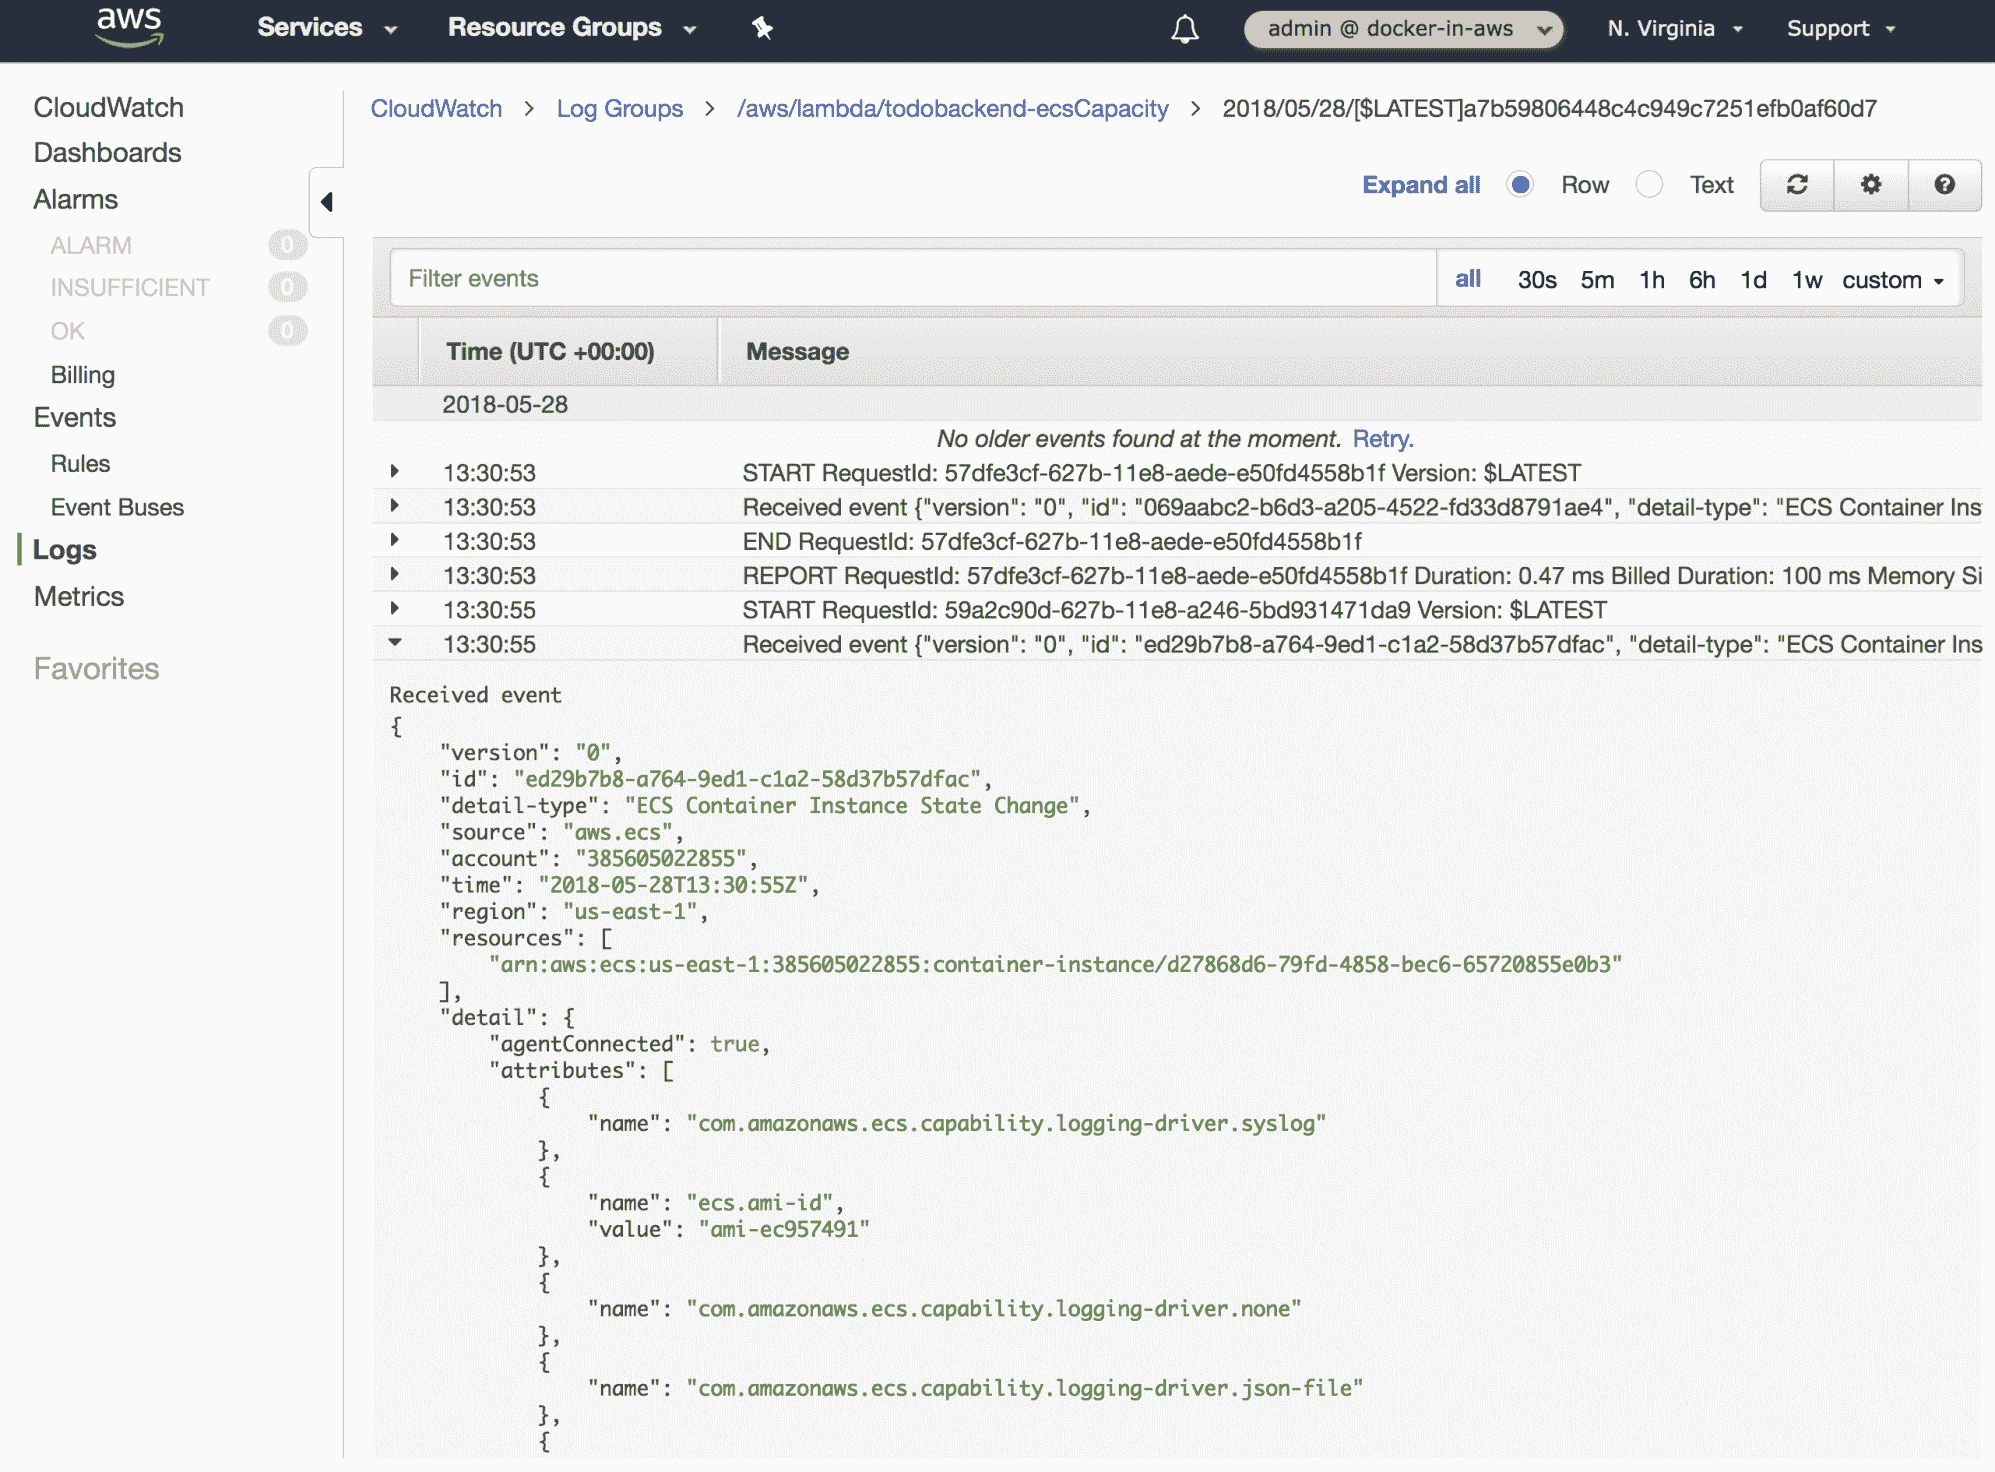 aws Services Resource Groups admin @ docker-in-aws N. Virginia Support
CloudWatch
Dashboards
Alarms
ALARM 0
INSUFFICIENT 0
OK 0
Billing
Events
Rules
Event Buses
Logs
Metrics
Favorites
CloudWatch > Log Groups > /aws/lambda/todobackend-ecsCapacity > 2018/05/28/[$LATEST]a7b59806448c4c949c7251efb0af60d7
Expand all Row Text
Filter events all 30s 5m 1h 6h 1d 1w custom
Time (UTC +00:00) Message
2018-05-28
No older events found at the moment. Retry.
13:30:53 START RequestId: 57dfe3cf-627b-11e8-aede-e50fd4558b1f Version: $LATEST
13:30:53 Received event {"version": "0", "id": "069aabc2-b6d3-a205-4522-fd33d8791ae4", "detail-type": "ECS Container Ins
13:30:53 END RequestId: 57dfe3cf-627b-11e8-aede-e50fd4558b1f
13:30:53 REPORT RequestId: 57dfe3cf-627b-11e8-aede-e50fd4558b1f Duration: 0.47 ms Billed Duration: 100 ms Memory Si
13:30:55 START RequestId: 59a2c90d-627b-11e8-a246-5bd931471da9 Version: $LATEST
13:30:55 Received event {"version": "0", "id": "ed29b7b8-a764-9ed1-c1a2-58d37b57dfac", "detail-type": "ECS Container Ins
Received event
{
"version": "0",
"id": "ed29b7b8-a764-9ed1-c1a2-58d37b57dfac",
"detail-type": "ECS Container Instance State Change",
"source": "aws.ecs",
"account": "385605022855",
"time": "2018-05-28T13:30:55Z",
"region": "us-east-1",
"resources": [
"arn:aws:ecs:us-east-1:385605022855:container-instance/d27868d6-79fd-4858-bec6-65720855e0b3"
],
"detail": {
"agentConnected": true,
"attributes": [
{
"name": "com.amazonaws.ecs.capability.logging-driver.syslog"
},
{
"name": "ecs.ami-id",
"value": "ami-ec957491"
},
{
"name": "com.amazonaws.ecs.capability.logging-driver.none"
},
{
"name": "com.amazonaws.ecs.capability.logging-driver.json-file"
},
{